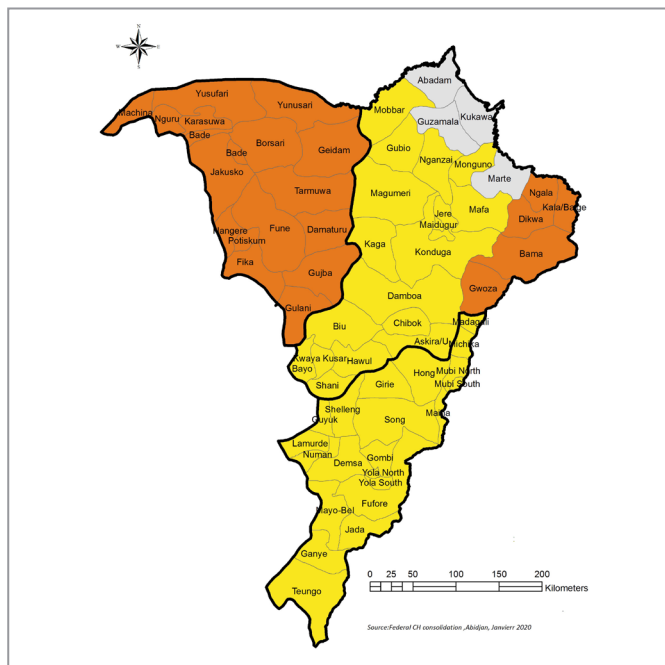 N
W E
S
Abadam
Yusufari
Yunusari
Mobbar
Kukawa
Machina
Nguru
Karasuwa
Guzamala
Bade
Borsari
Geidam
Gubio
Nganzai
Monguno
Bade
Jakusko
Marte
Tarmuwa
Magumeri
Ngala
Kala/Balge
Jere
Mafa
Dikwa
Maidugur
Nangere
Fune
Damaturu
Potiskum
Kaga
Konduga
Bama
Fika
Gujba
Gwoza
Damboa
Gulani
Biu
Chibok
Madagali
Askira/U
Michika
Kwaya Kusar
Hawul
Bayo
Hong
Mubi North
Shani
Girie
Mubi South
Shelleng
Guyuk
Song
Maiha
Lamurde
Numan
Demsa
Gombi
Yola North
Yola South
Mayo-Bel
Fufore
Jada
Ganye
Teungo
0 25 50 100 150 200
Kilometers
Source:Federal CH consolidation ,Abidjan, Janvierr 2020